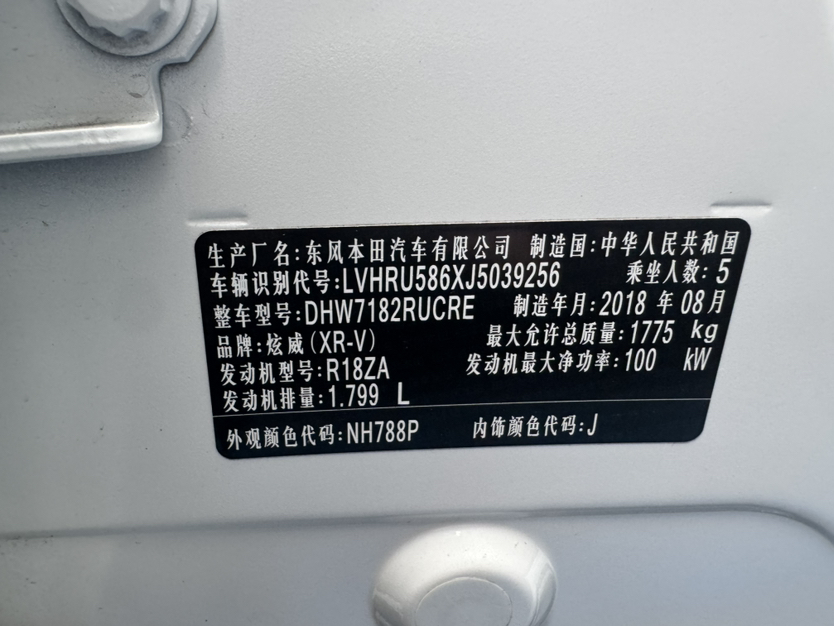 生产厂名:东风本田汽车有限公司 制造国:中华人民共和国
车辆识别代号:LVHRU586XJ5039256 乘坐人数:5
整车型号:DHW7182RUCRE 制造年月:2018 年 08月
品牌:炫威(XR-V) 最大允许总质量:1775 kg
发动机型号:R18ZA 发动机最大净功率:100 kW
发动机排量:1.799 L
外观颜色代码:NH788P 内饰颜色代码:J